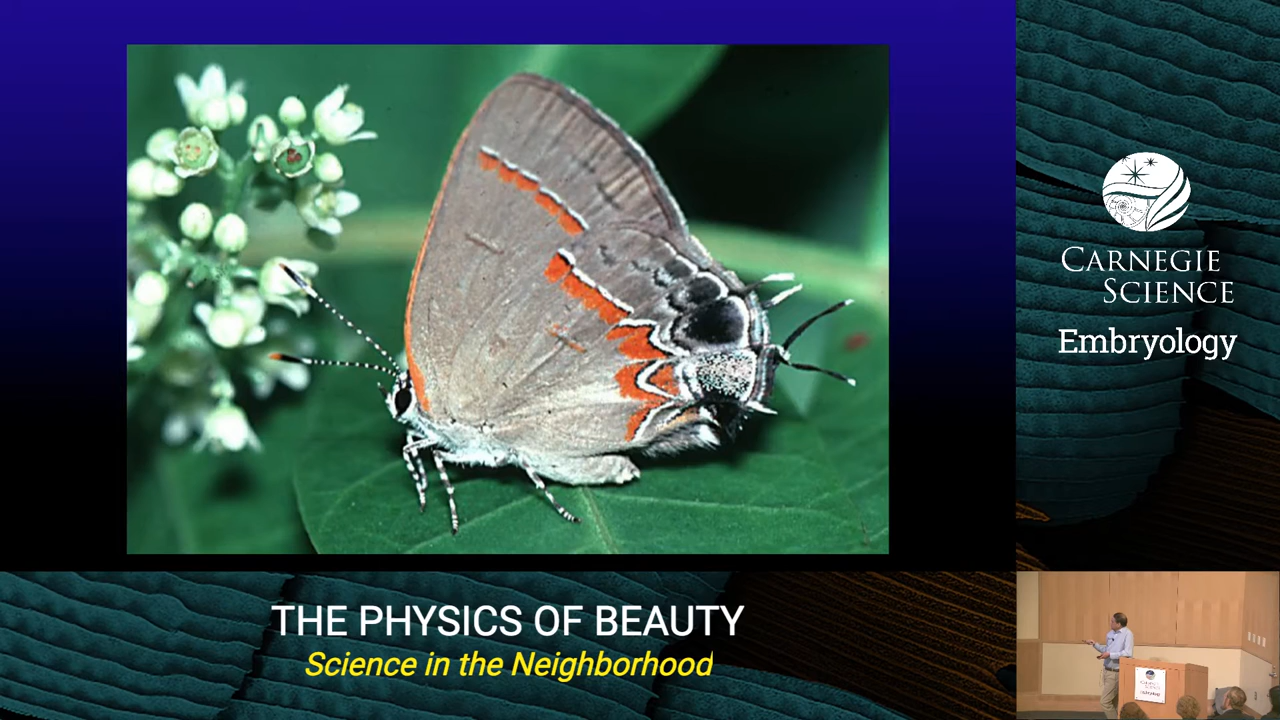 CARNEGIE
SCIENCE
Embryology
THE PHYSICS OF BEAUTY
Science in the Neighborhood